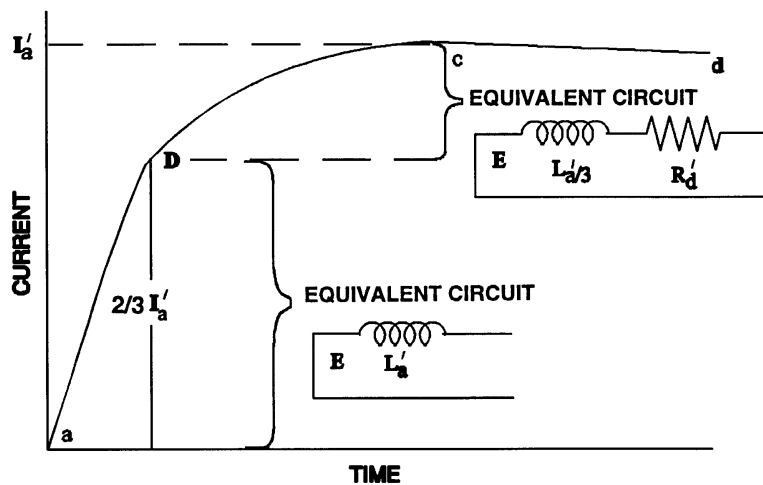 I'a
c
d
EQUIVALENT CIRCUIT
E
L'a/3
R'd
D
CURRENT
2/3 I'a
EQUIVALENT CIRCUIT
E
L'a
a
TIME